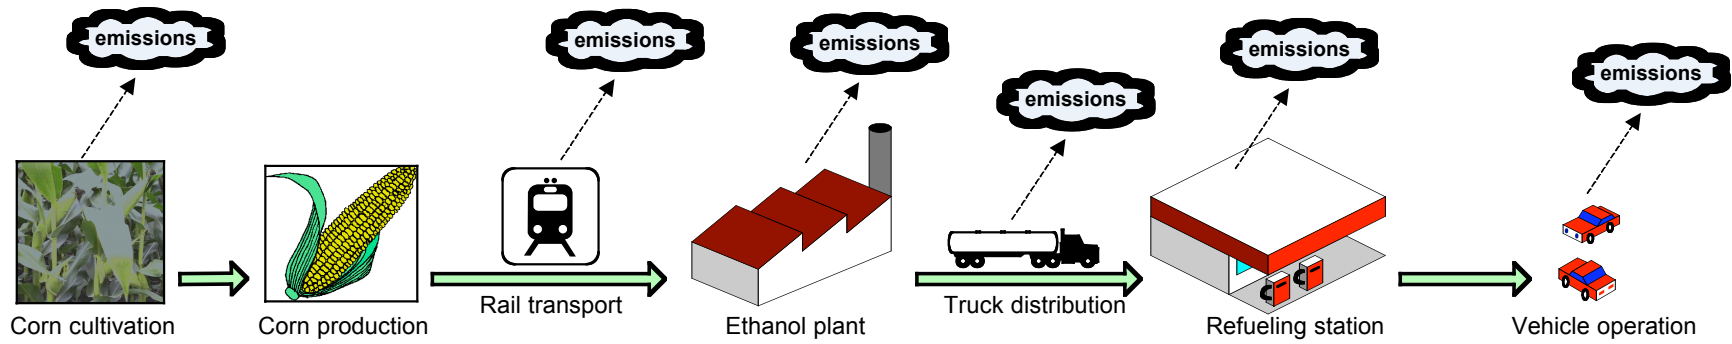 emissions
emissions
emissions
emissions
emissions
emissions
Corn cultivation
Corn production
Rail transport
Ethanol plant
Truck distribution
Refueling station
Vehicle operation